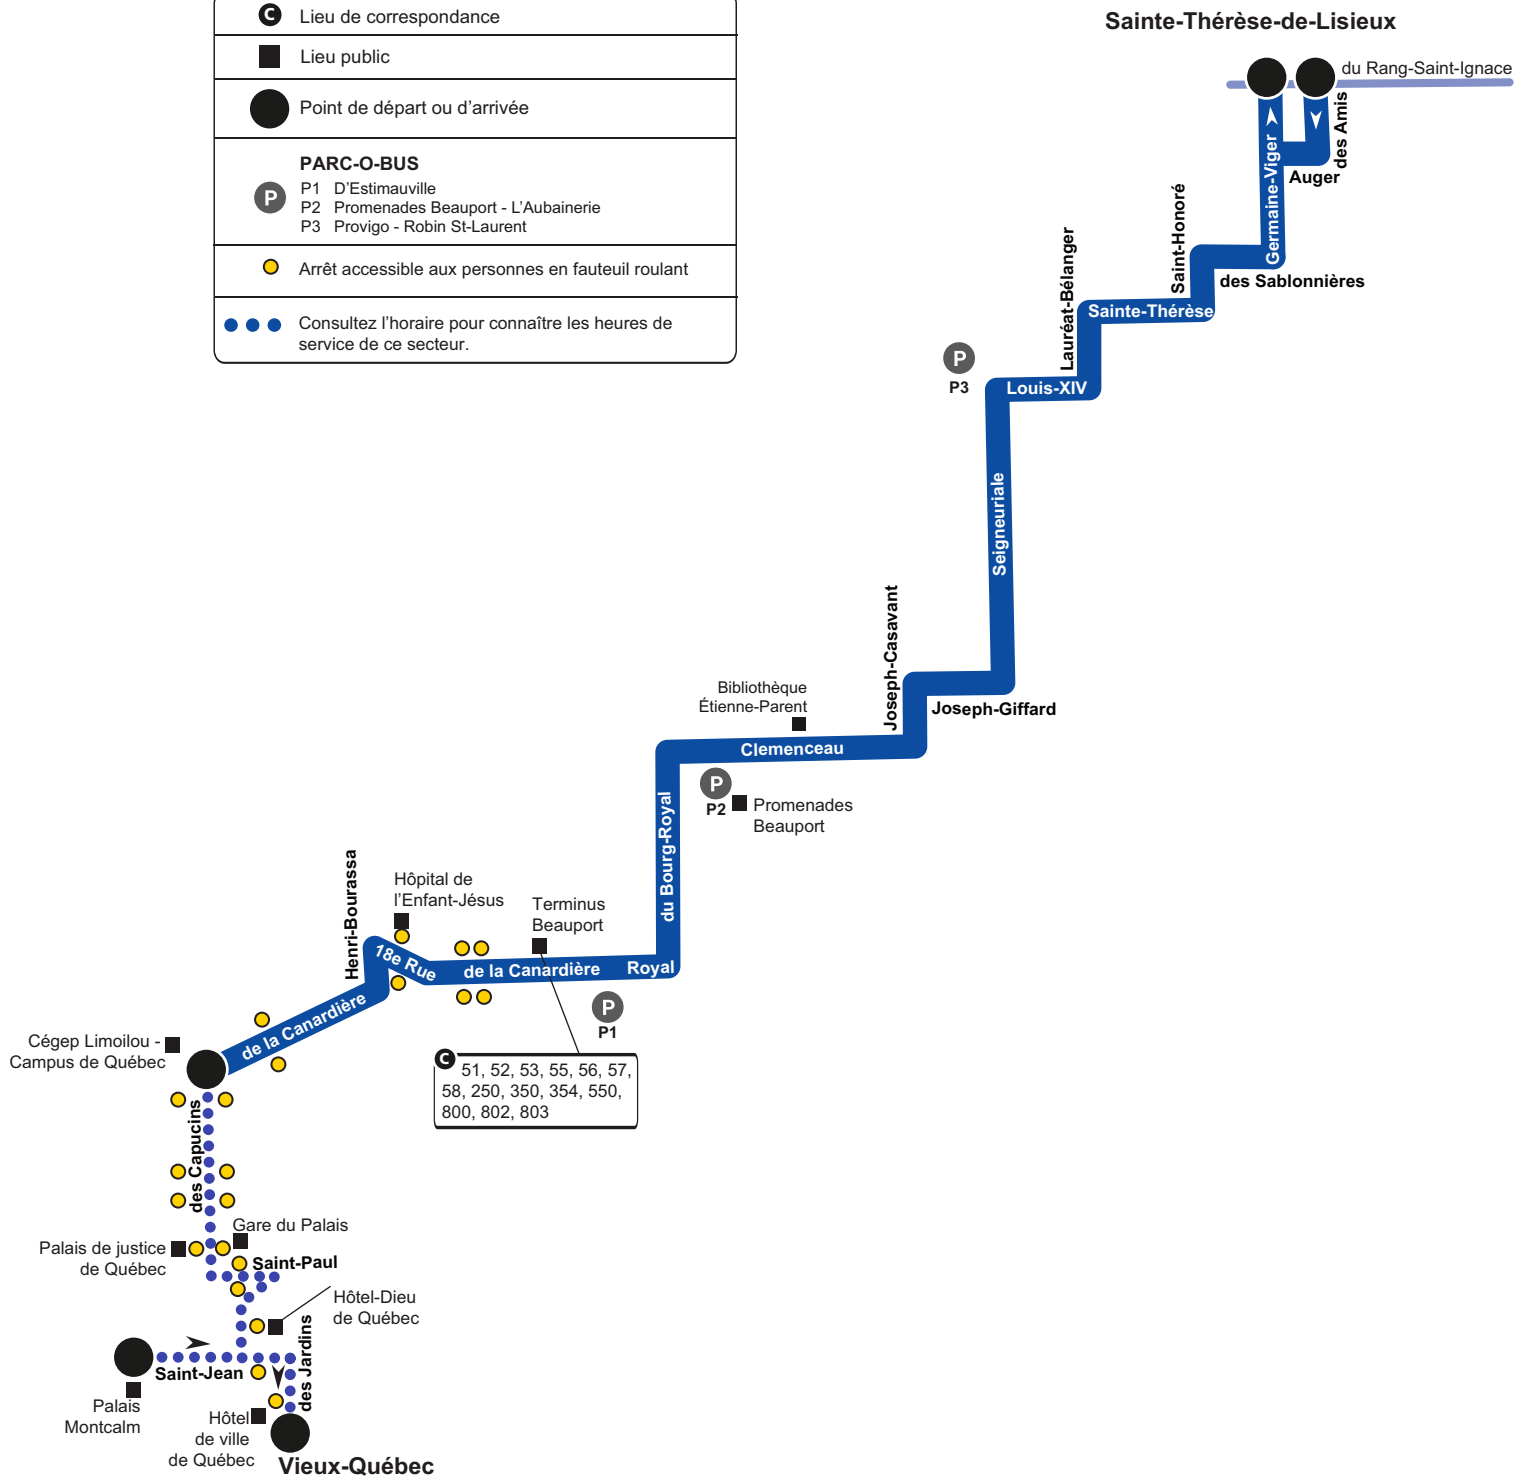 C Lieu de correspondance
Lieu public
Point de départ ou d'arrivée
PARC-O-BUS
P
P1 D'Estimauville
P2 Promenades Beauport - L'Aubainerie
P3 Provigo - Robin St-Laurent
Arrêt accessible aux personnes en fauteuil roulant
Consultez l'horaire pour connaître les heures de
service de ce secteur.
Sainte-Thérèse-de-Lisieux
du Rang-Saint-Ignace
des Amis
Auger
Germaine-Viger
Saint-Honoré
des Sablonnières
Lauréat-Bélanger
Sainte-Thérèse
P
P3
Louis-XIV
Seigneuriale
Joseph-Casavant
Joseph-Giffard
Bibliothèque
Étienne-Parent
Clemenceau
P
P2
Promenades
Beauport
du Bourg-Royal
Henri-Bourassa
Hôpital de
l'Enfant-Jésus
Terminus
Beauport
18e Rue
de la Canardière
Royal
P
P1
de la Canardière
Cégep Limoilou -
Campus de Québec
C
51, 52, 53, 55, 56, 57,
58, 250, 350, 354, 550,
800, 802, 803
des Capucins
Gare du Palais
Palais de justice
de Québec
Saint-Paul
Hôtel-Dieu
de Québec
Saint-Jean
des Jardins
Palais
Montcalm
Hôtel
de ville
de Québec
Vieux-Québec